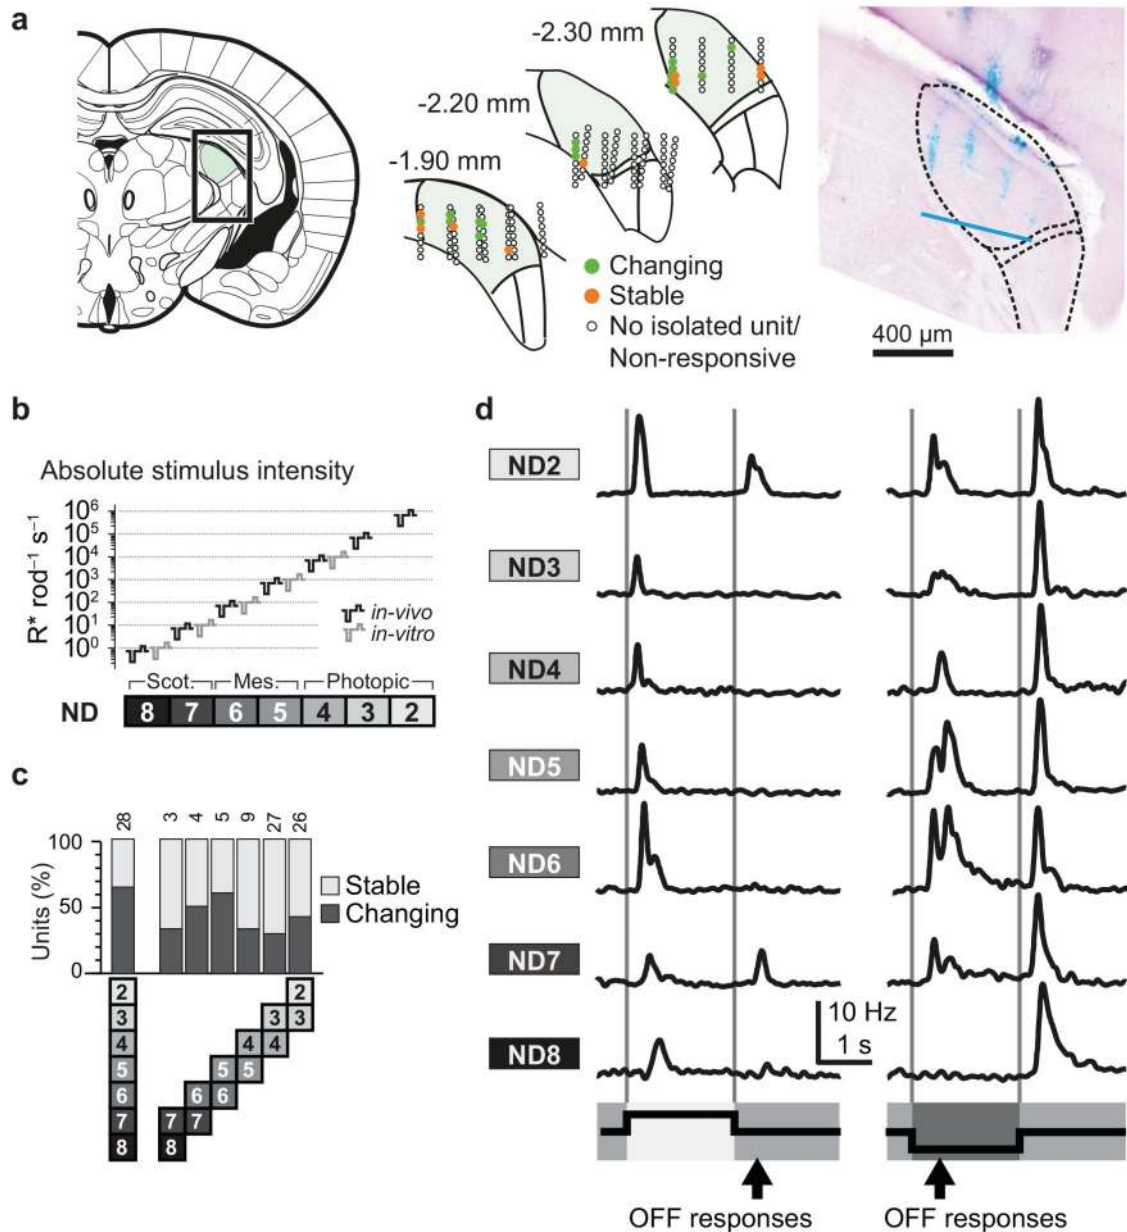 a
-2.30 mm
-2.20 mm
-1.90 mm
Changing
Stable
No isolated unit/
Non-responsive
400 µm
b
Absolute stimulus intensity
R* rod⁻¹ s⁻¹
10⁶
10⁵
10⁴
10³
10²
10¹
10⁰
in-vivo
in-vitro
Scot. Mes. Photopic
ND 8 7 6 5 4 3 2
c
28 3 4 5 9 27 26
Units (%)
100
50
0
Stable
Changing
2 2
3 3 3
4 4 4
5 5 5
6 6 6
7 7 7
8 8
d
ND2
ND3
ND4
ND5
ND6
ND7
ND8
10 Hz
1 s
OFF responses OFF responses